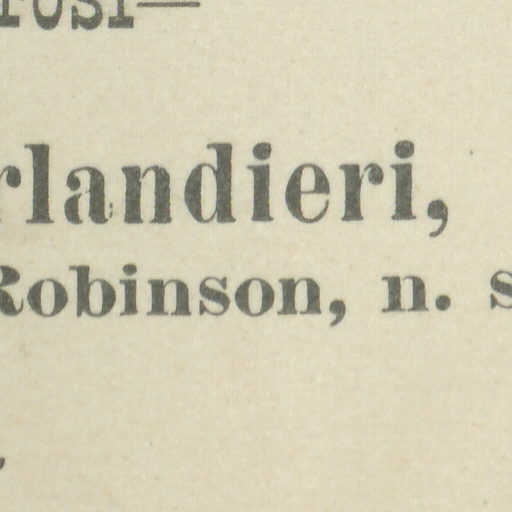 rlandieri,
Robinson, n. s